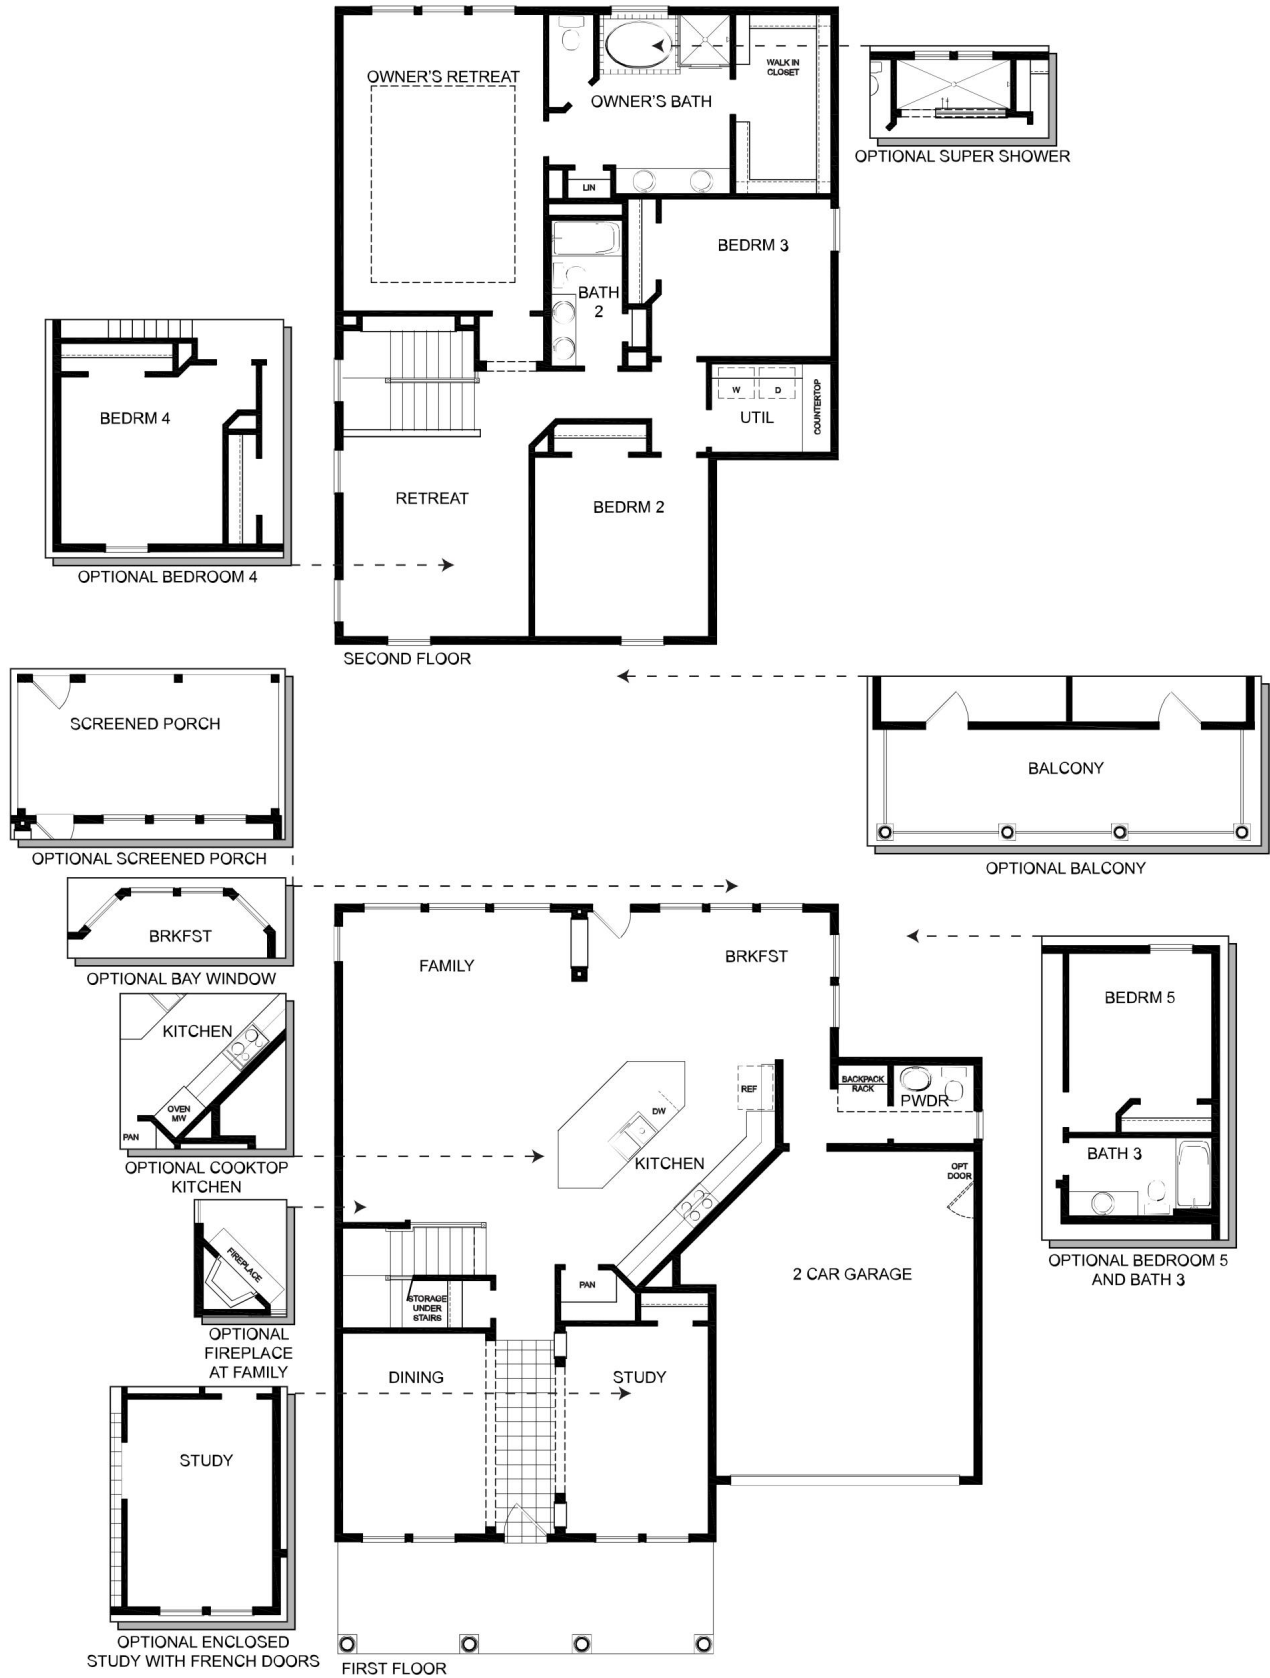 OWNER'S RETREAT
OWNER'S BATH
WALK IN
CLOSET
OPTIONAL SUPER SHOWER
LIN
BEDRM 3
BATH
2
BEDRM 4
W
D
UTIL
COUNTERTOP
RETREAT
BEDRM 2
OPTIONAL BEDROOM 4
SECOND FLOOR
SCREENED PORCH
BALCONY
OPTIONAL SCREENED PORCH
OPTIONAL BALCONY
BRKFST
OPTIONAL BAY WINDOW
FAMILY
BRKFST
BEDRM 5
KITCHEN
OVEN
MW
PAN
OPTIONAL COOKTOP
KITCHEN
REF
DW
KITCHEN
BACKPACK
RACK
PWDR
OPT
DOOR
BATH 3
OPTIONAL BEDROOM 5
AND BATH 3
FIREPLACE
OPTIONAL
FIREPLACE
AT FAMILY
STORAGE
UNDER
STAIRS
PAN
2 CAR GARAGE
DINING
STUDY
STUDY
OPTIONAL ENCLOSED
STUDY WITH FRENCH DOORS
FIRST FLOOR